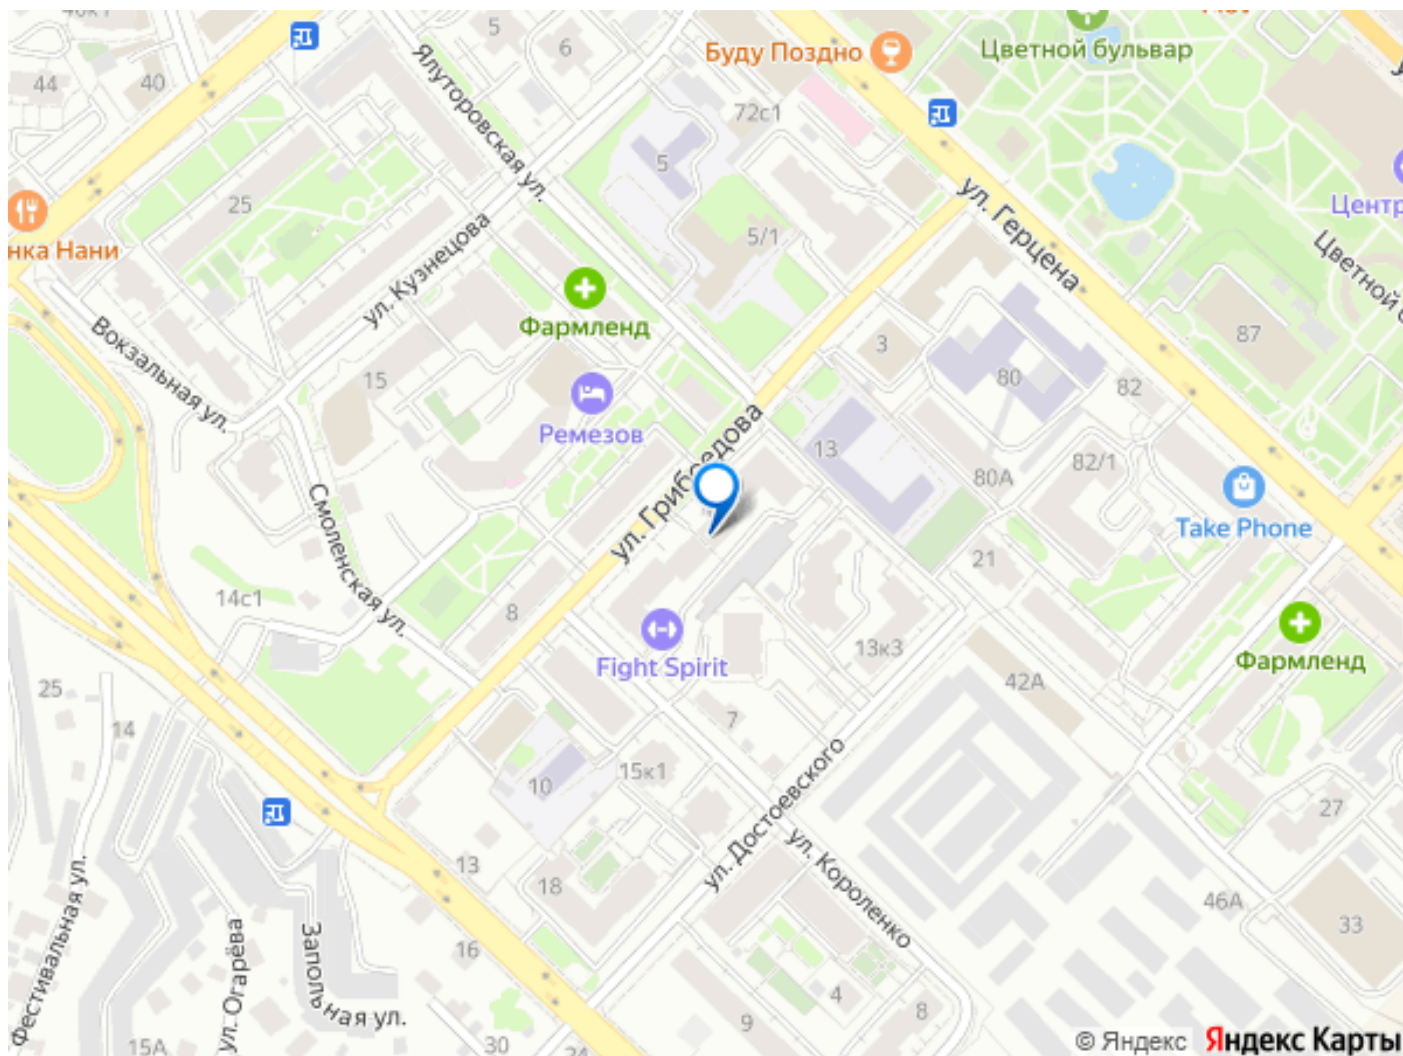 5
6
44
40
Буду Поздно
Цветной бульвар
Ялуторовская ул.
72с1
5
25
ул. Герцена
нка Нани
ул. Кузнецова
5/1
Центр
Цветной
Фармленд
Вокзальная ул.
15
3
87
80
82
Ремезов
ул. Грибоедова
13
82/1
80А
Take Phone
Смоленская ул.
21
14с1
8
Fight Spirit
13к3
Фармленд
42А
25
14
7
15к1
10
ул. Достоевского
27
13
18
ул. Короленко
46А
33
Фестивальная ул.
ул. Огарёва
Запольная ул.
16
4
8
9
15А
30
© Яндекс Яндекс Карты